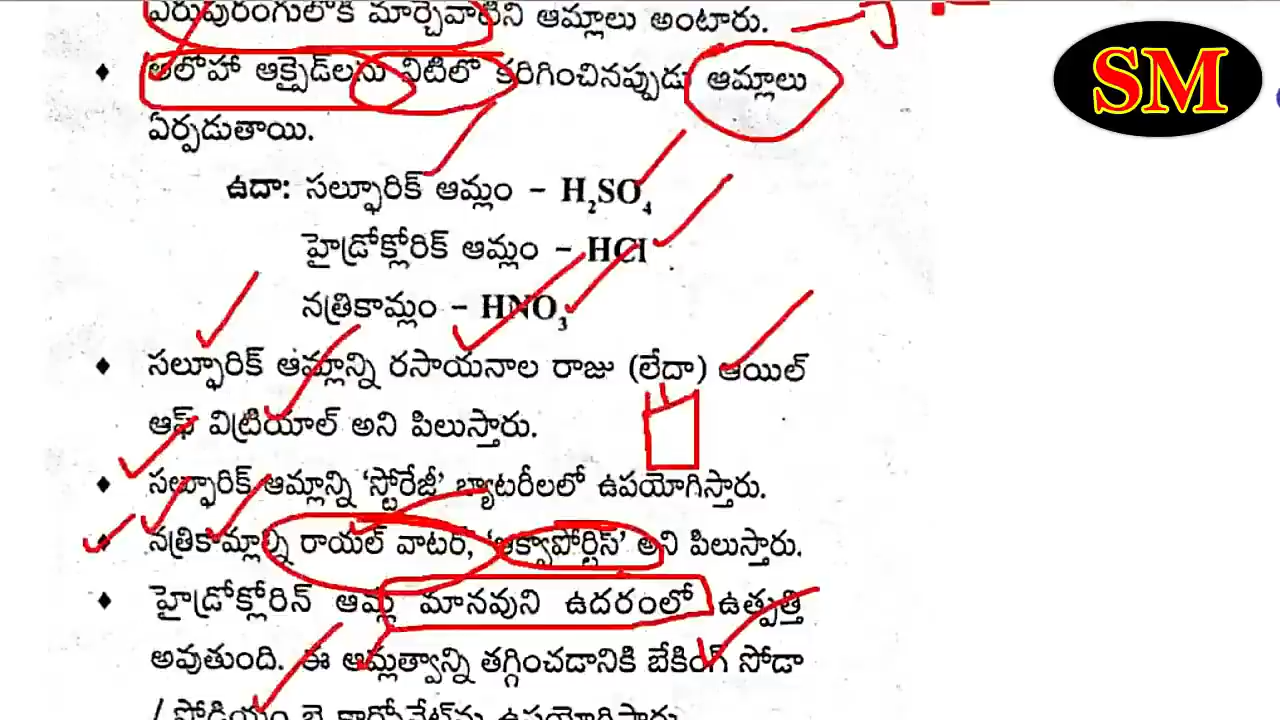 ఎరుపురంగులోకి మార్చేవాటిని ఆమ్లాలు అంటారు.
SM
♦ అలోహా ఆక్సైడ్‌లను నీటిలో కరిగించినప్పుడు ఆమ్లాలు
ఏర్పడుతాయి.
ఉదా: సల్ఫూరిక్ ఆమ్లం – H₂SO₄
హైడ్రోక్లోరిక్ ఆమ్లం – HCl
నత్రికామ్లం – HNO₃
♦ సల్ఫూరిక్ ఆమ్లాన్ని రసాయనాల రాజు (లేదా) ఆయిల్
ఆఫ్ విట్రియాల్ అని పిలుస్తారు.
♦ సల్ఫూరిక్ ఆమ్లాన్ని ‘స్టోరేజీ’ బ్యాటరీలలో ఉపయోగిస్తారు.
♦ నత్రికామ్లాన్ని రాయల్ వాటర్, ‘ఆక్వాపోర్టిస్’ అని పిలుస్తారు.
♦ హైడ్రోక్లోరిన్ ఆమ్ల మానవుని ఉదరంలో ఉత్పత్తి
అవుతుంది. ఈ ఆమ్లత్వాన్ని తగ్గించడానికి బేకింగ్ సోడా
/ సోడియం బై కార్బోనేట్‌ను ఉపయోగిస్తారు.